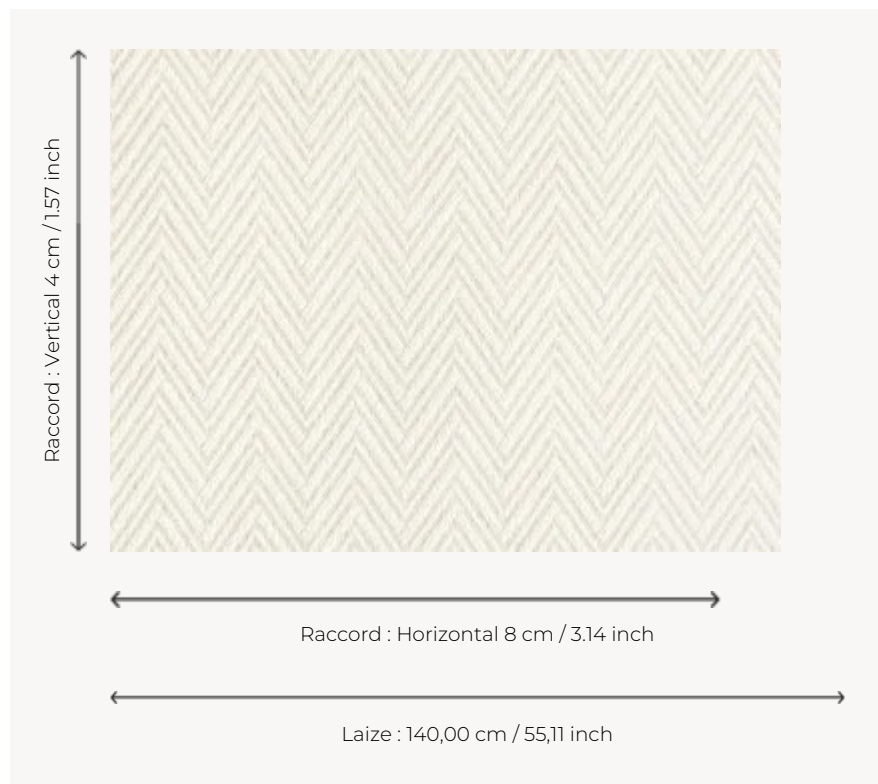 Raccord : Vertical 4 cm / 1.57 inch
Raccord : Horizontal 8 cm / 3.14 inch
Laize : 140,00 cm / 55,11 inch